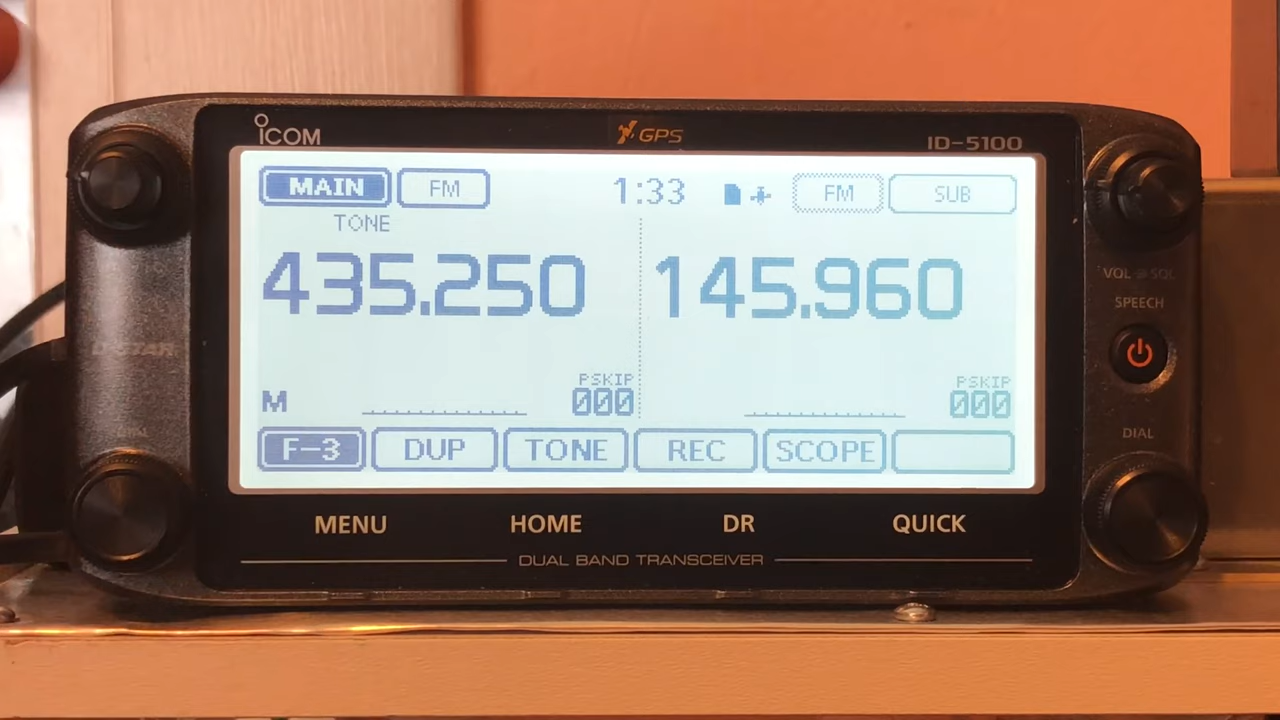 ICOM GPS ID-5100
MAIN FM 1:33 FM SUB
TONE
435.250 145.960
VOL SQL
SPEECH
D-STAR
PSKIP PSKIP
M 000 000
DIAL
F-3 DUP TONE REC SCOPE
MENU HOME DR QUICK
DUAL BAND TRANSCEIVER